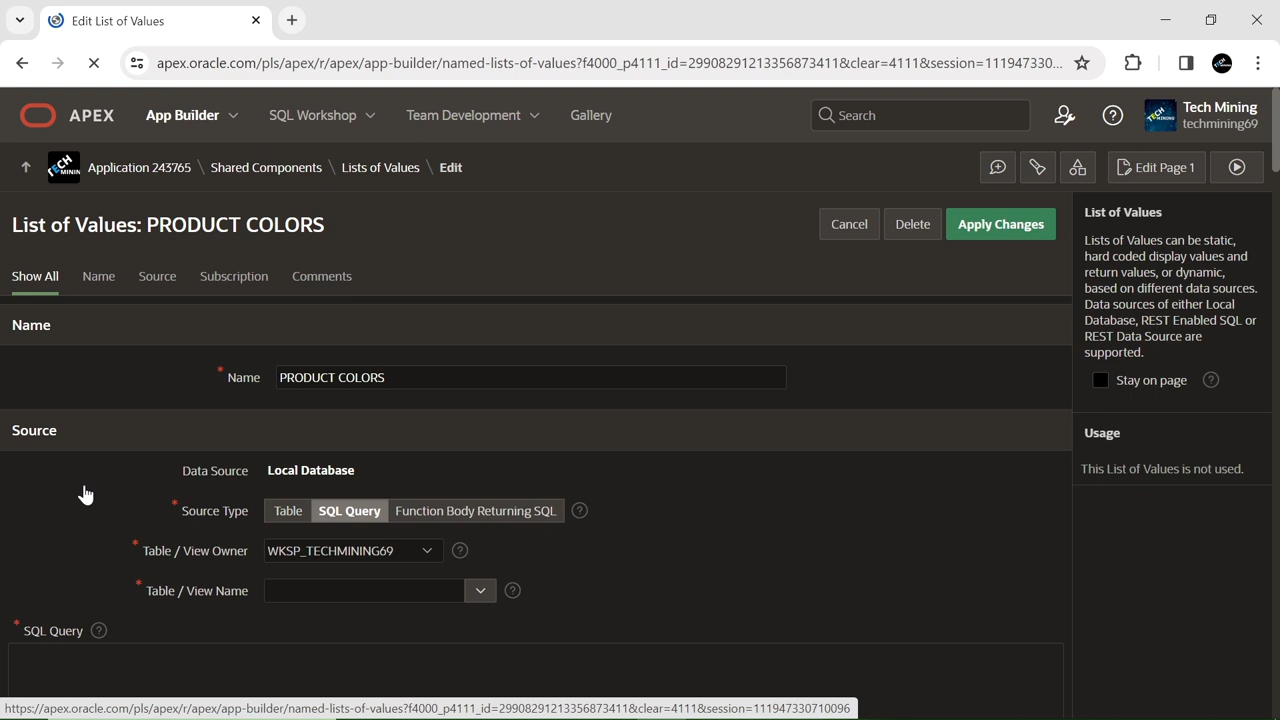 Edit List of Values
apex.oracle.com/pls/apex/r/apex/app-builder/named-lists-of-values?f4000_p4111_id=29908291213356873411&clear=4111&session=111947330...
APEX App Builder SQL Workshop Team Development Gallery Search Tech Mining
techmining69
TECH MINING Application 243765 \ Shared Components \ Lists of Values \ Edit Edit Page 1
List of Values: PRODUCT COLORS Cancel Delete Apply Changes
Show All Name Source Subscription Comments
Name
* Name PRODUCT COLORS
Source
Data Source Local Database
* Source Type Table SQL Query Function Body Returning SQL
* Table / View Owner WKSP_TECHMINING69
* Table / View Name
* SQL Query
List of Values
Lists of Values can be static,
hard coded display values and
return values, or dynamic,
based on different data sources.
Data sources of either Local
Database, REST Enabled SQL or
REST Data Source are
supported.
Stay on page
Usage
This List of Values is not used.
https://apex.oracle.com/pls/apex/r/apex/app-builder/named-lists-of-values?f4000_p4111_id=29908291213356873411&clear=4111&session=111947330710096